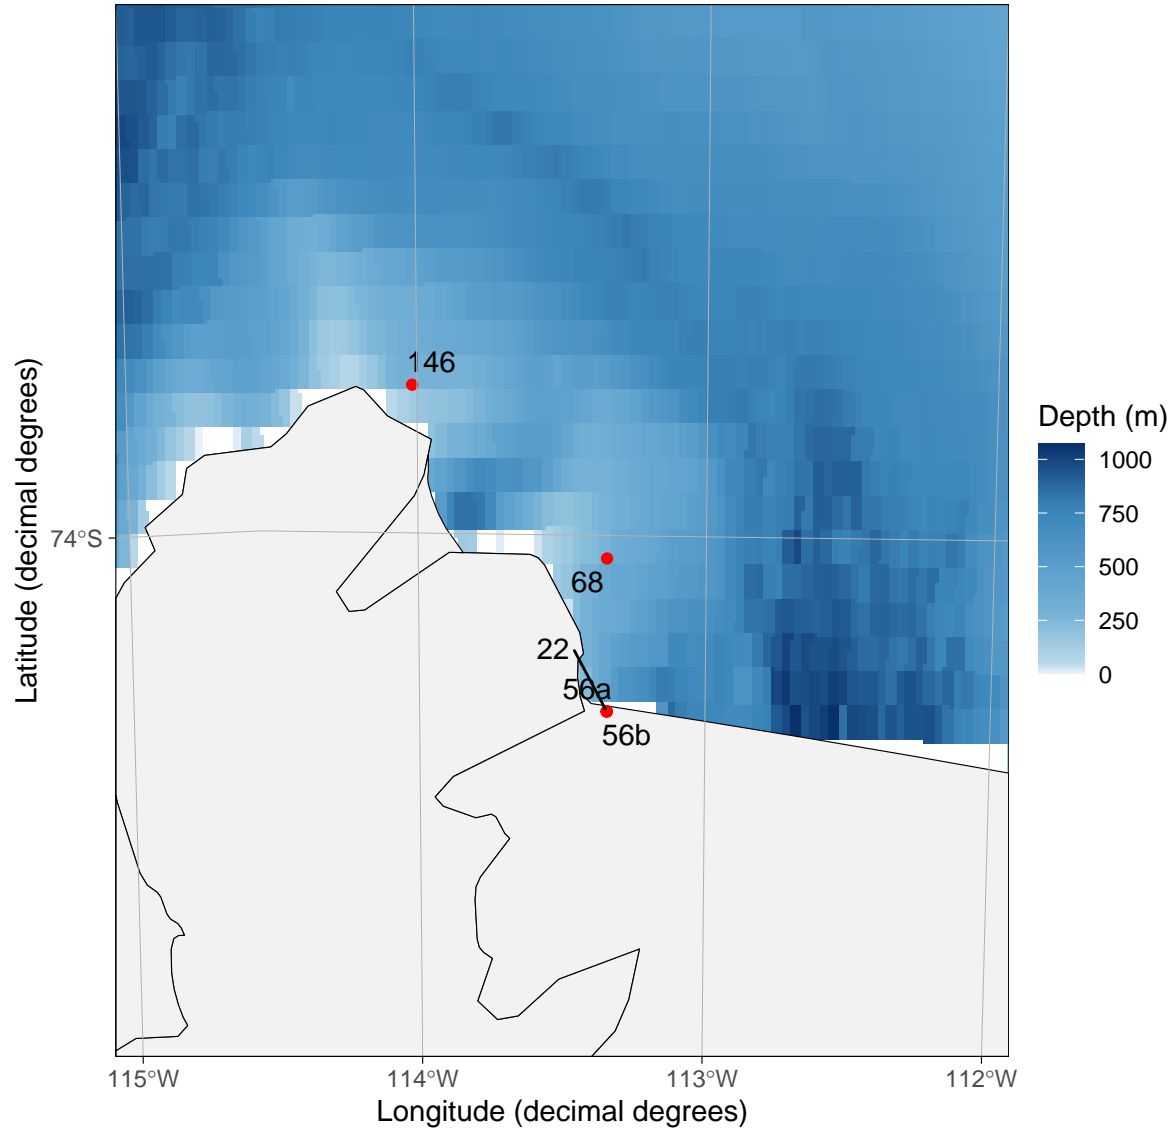 146
Depth (m)
1000
750
500
250
0
74°S
68
22
56a
56b
115°W
114°W
113°W
112°W
Longitude (decimal degrees)
Latitude (decimal degrees)